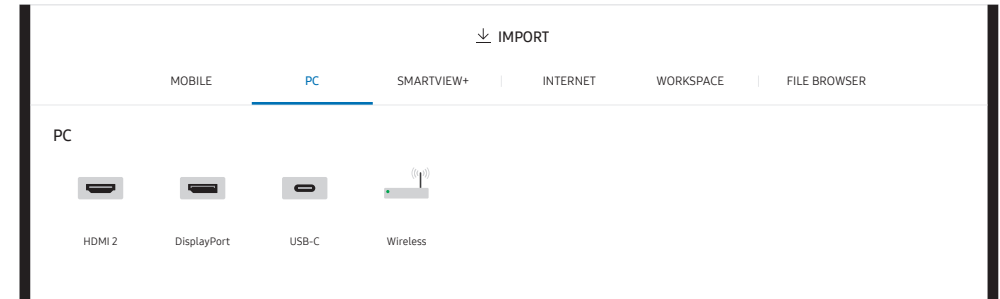 IMPORT
MOBILE PC SMARTVIEW+ INTERNET WORKSPACE FILE BROWSER
PC
HDMI 2 DisplayPort USB-C Wireless